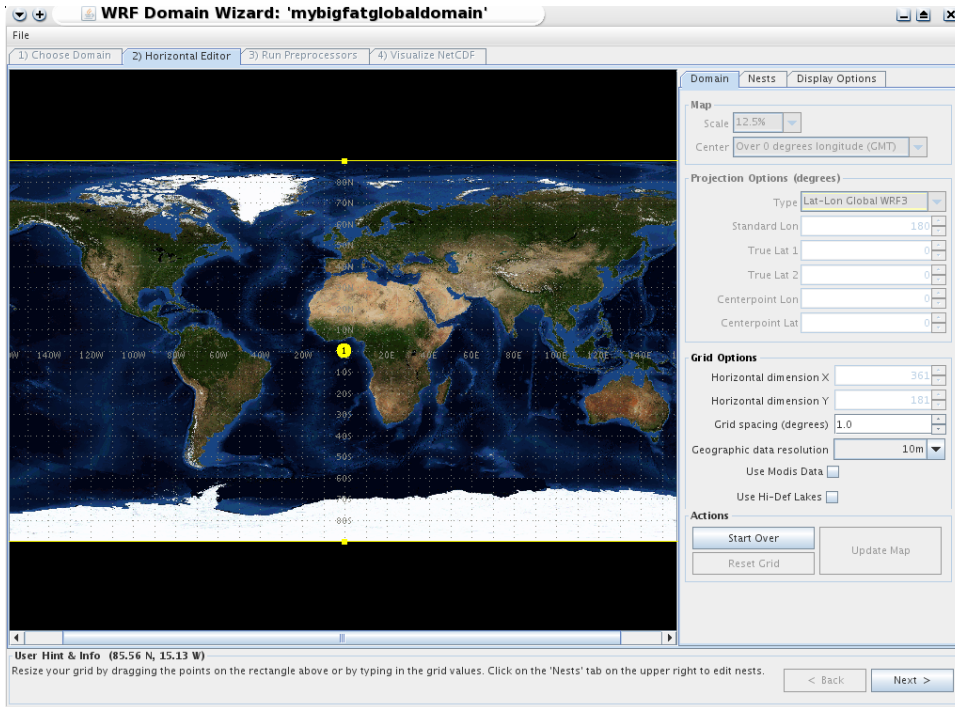 WRF Domain Wizard: 'mybigfatglobaldomain'
File
1) Choose Domain 2) Horizontal Editor 3) Run Preprocessors 4) Visualize NetCDF
Domain Nests Display Options
Map
Scale 12.5%
Center Over 0 degrees longitude (GMT)
Projection Options (degrees)
Type Lat-Lon Global WRF3
Standard Lon 180
True Lat 1 0
True Lat 2 0
Centerpoint Lon 0
Centerpoint Lat 0
Grid Options
Horizontal dimension X 361
Horizontal dimension Y 181
Grid spacing (degrees) 1.0
Geographic data resolution 10m
Use Modis Data
Use Hi-Def Lakes
Actions
Start Over
Update Map
Reset Grid
80N
70N
60N
50N
40N
20N
10N
W 140W 120W 100W 80W 60W 40W 20W 1 20E 40E 60E 80E 100E 120E 140E
10S
20S
30S
40S
50S
60S
70S
80S
User Hint & Info (85.56 N, 15.13 W)
Resize your grid by dragging the points on the rectangle above or by typing in the grid values. Click on the 'Nests' tab on the upper right to edit nests.
< Back Next >